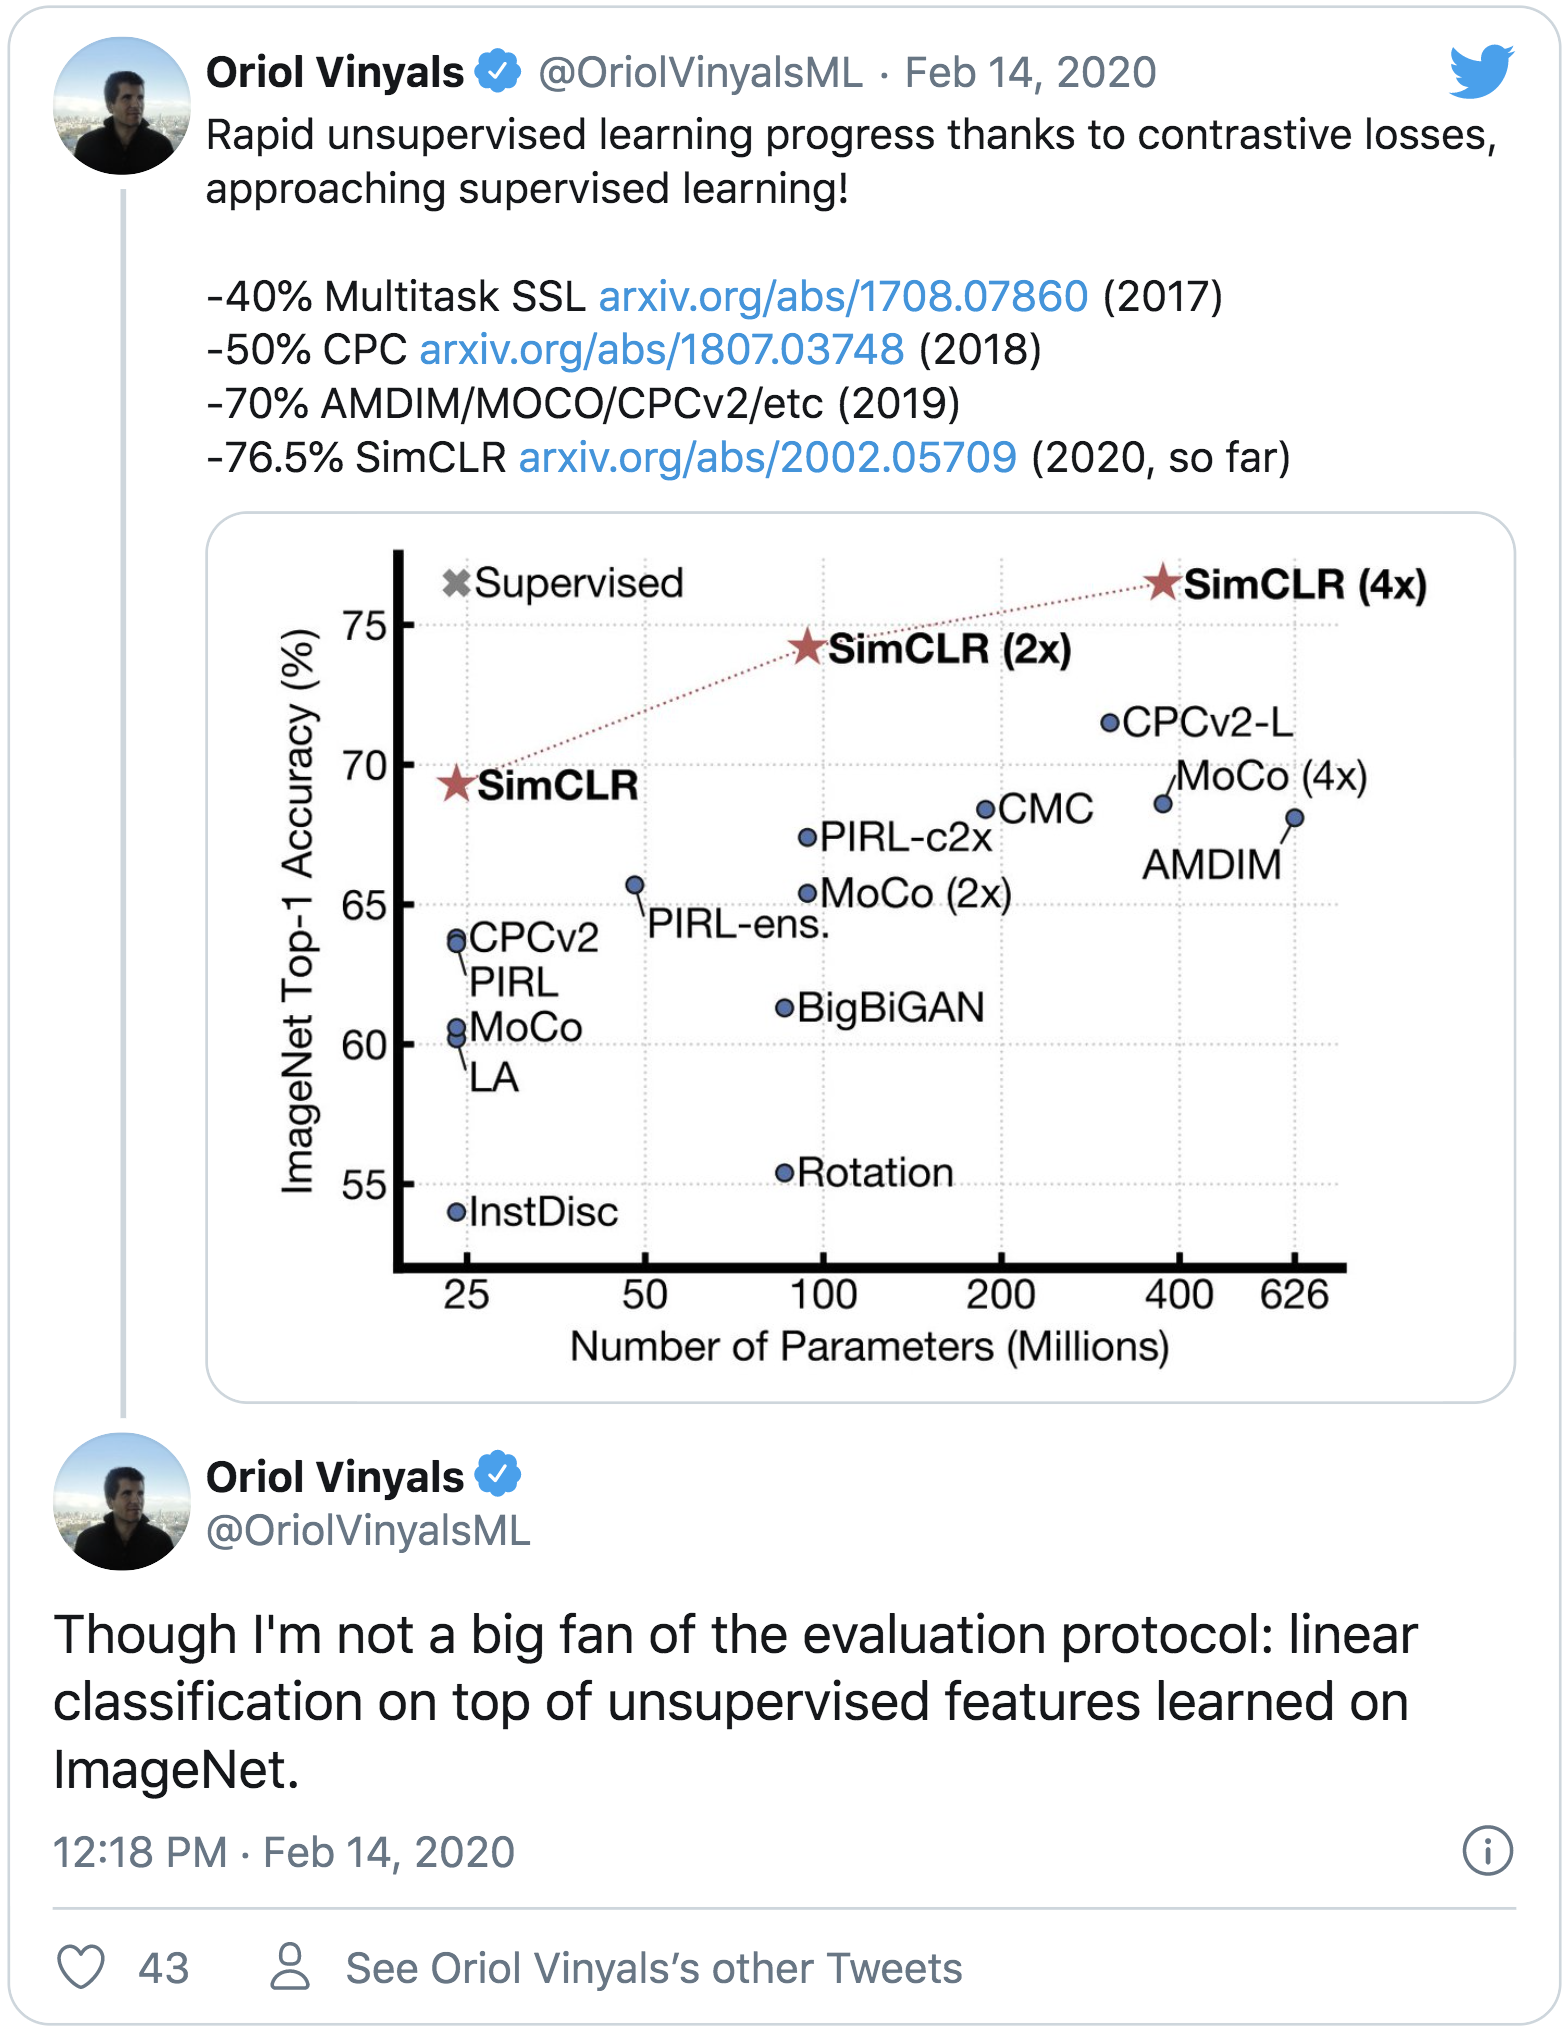 Oriol Vinyals @OriolVinyalsML · Feb 14, 2020
Rapid unsupervised learning progress thanks to contrastive losses,
approaching supervised learning!
-40% Multitask SSL arxiv.org/abs/1708.07860 (2017)
-50% CPC arxiv.org/abs/1807.03748 (2018)
-70% AMDIM/MOCO/CPCv2/etc (2019)
-76.5% SimCLR arxiv.org/abs/2002.05709 (2020, so far)
Supervised
SimCLR (4x)
75
SimCLR (2x)
CPCv2-L
70
SimCLR
MoCo (4x)
CMC
PIRL-c2x
AMDIM
65
MoCo (2x)
PIRL-ens.
CPCv2
PIRL
BigBiGAN
MoCo
60
LA
Rotation
55
InstDisc
ImageNet Top-1 Accuracy (%)
25 50 100 200 400 626
Number of Parameters (Millions)
Oriol Vinyals
@OriolVinyalsML
Though I'm not a big fan of the evaluation protocol: linear
classification on top of unsupervised features learned on
ImageNet.
12:18 PM · Feb 14, 2020
43 See Oriol Vinyals’s other Tweets